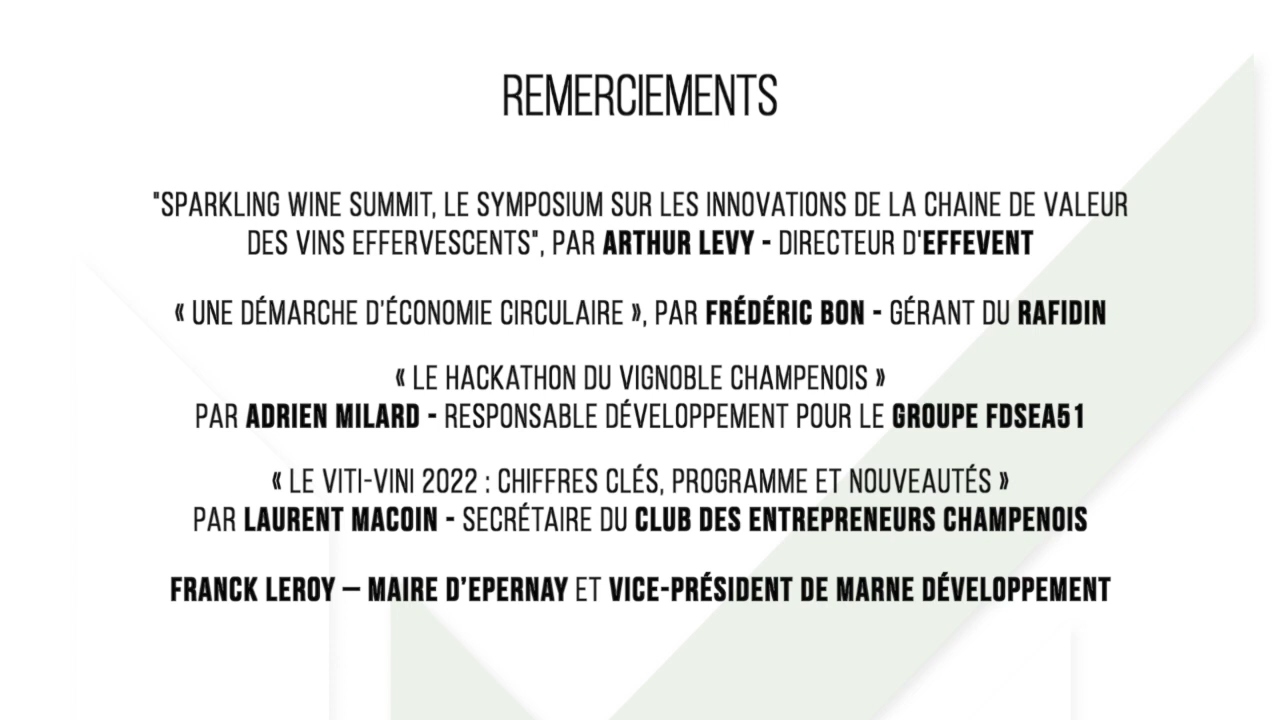 REMERCIEMENTS
"SPARKLING WINE SUMMIT, LE SYMPOSIUM SUR LES INNOVATIONS DE LA CHAINE DE VALEUR
DES VINS EFFERVESCENTS", PAR ARTHUR LEVY - DIRECTEUR D'EFFEVENT
« UNE DÉMARCHE D’ÉCONOMIE CIRCULAIRE », PAR FRÉDÉRIC BON - GÉRANT DU RAFIDIN
« LE HACKATHON DU VIGNOBLE CHAMPENOIS »
PAR ADRIEN MILARD - RESPONSABLE DÉVELOPPEMENT POUR LE GROUPE FDSEA51
« LE VITI-VINI 2022 : CHIFFRES CLÉS, PROGRAMME ET NOUVEAUTÉS »
PAR LAURENT MACOIN - SECRÉTAIRE DU CLUB DES ENTREPRENEURS CHAMPENOIS
FRANCK LEROY – MAIRE D’EPERNAY ET VICE-PRÉSIDENT DE MARNE DÉVELOPPEMENT